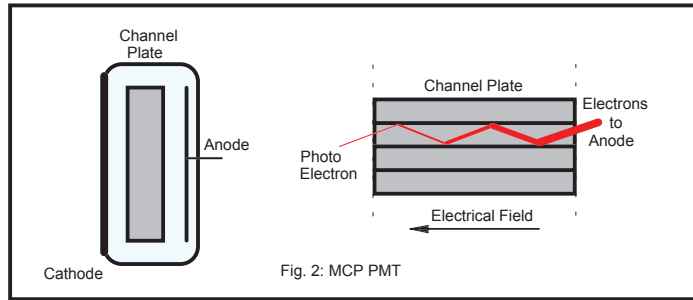 Channel
Plate
Anode
Cathode
Channel Plate
Electrons
to
Anode
Photo
Electron
Electrical Field
Fig. 2: MCP PMT